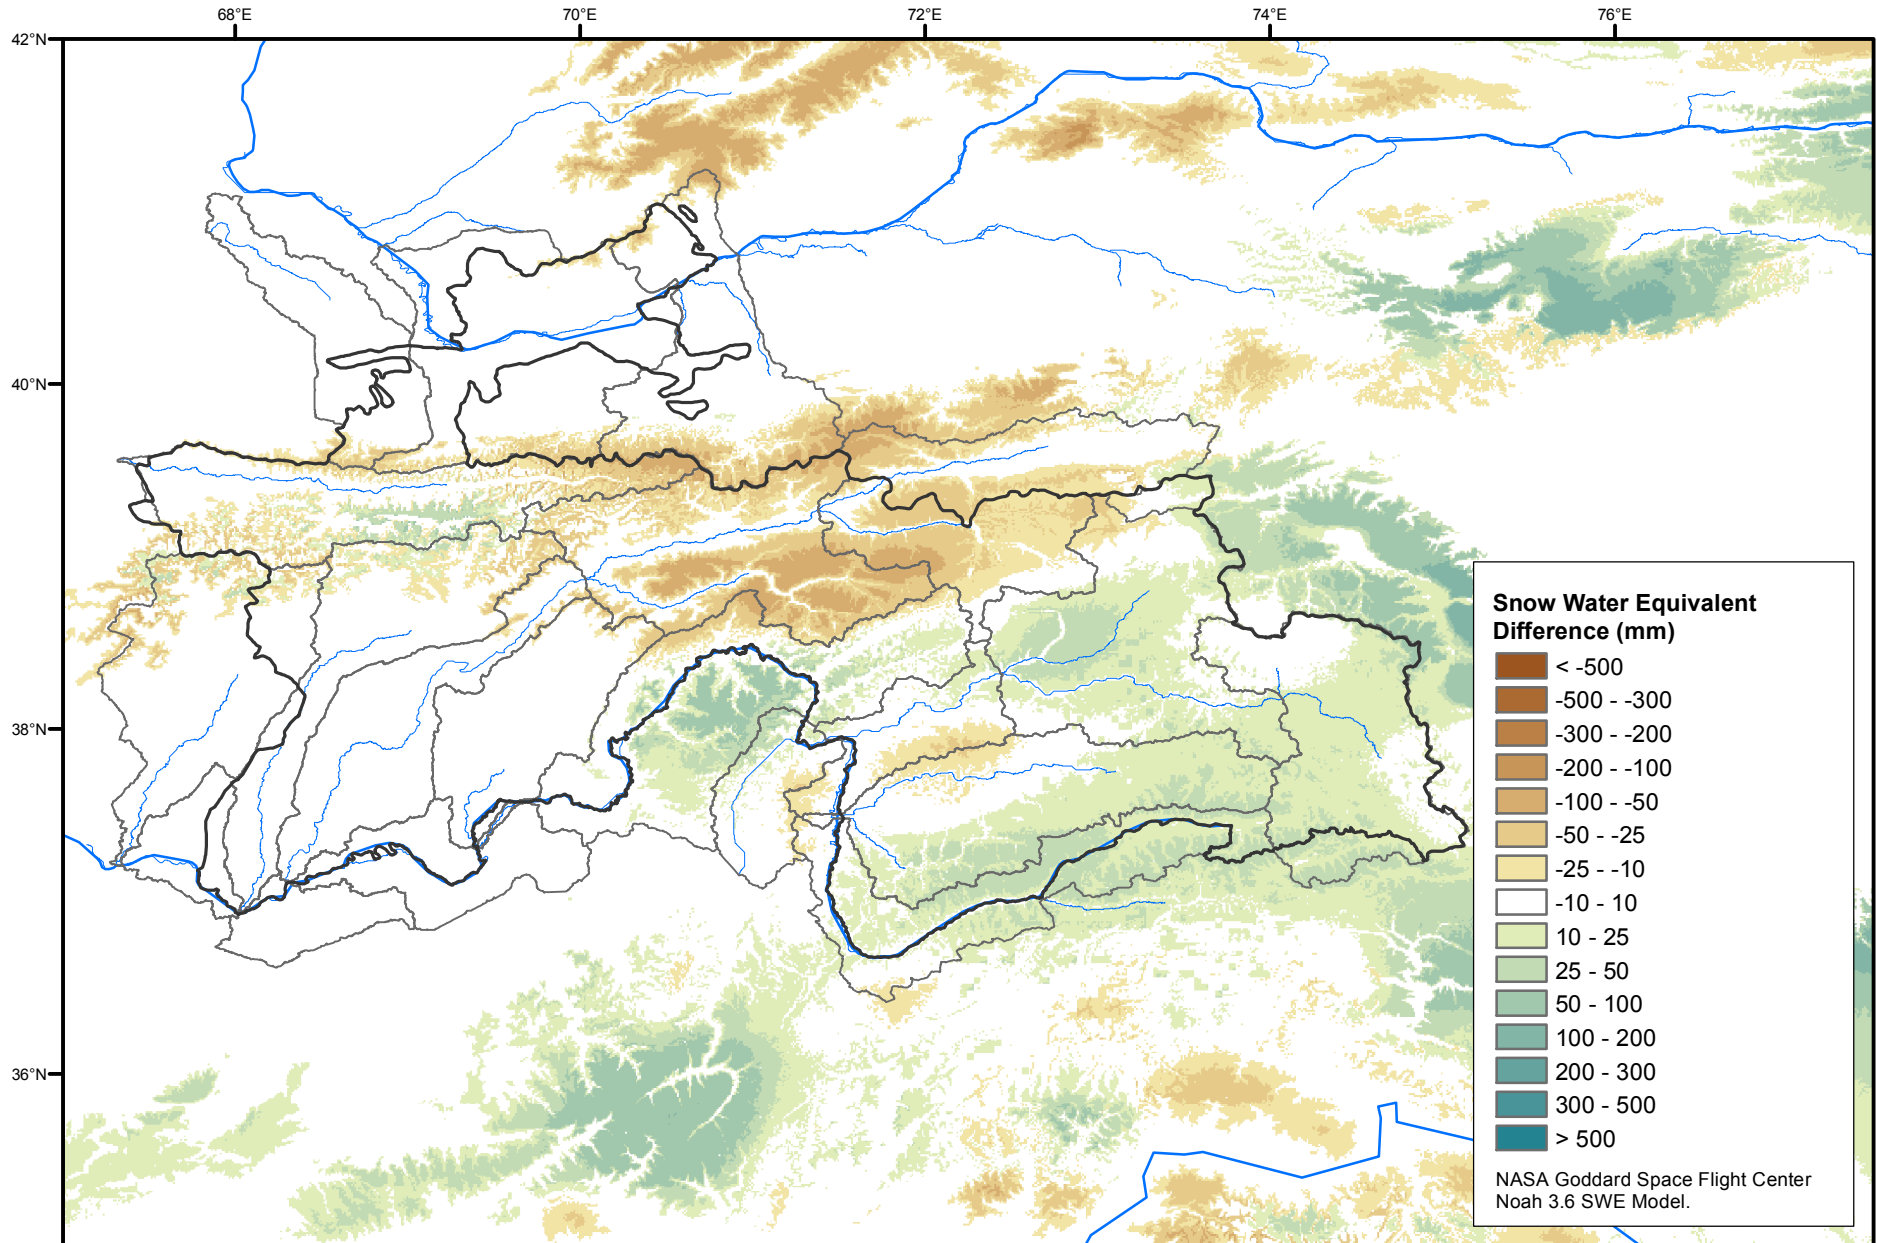 68°E
70°E
72°E
74°E
76°E
42°N
40°N
38°N
36°N
Snow Water Equivalent
Difference (mm)
< -500
-500 - -300
-300 - -200
-200 - -100
-100 - -50
-50 - -25
-25 - -10
-10 - 10
10 - 25
25 - 50
50 - 100
100 - 200
200 - 300
300 - 500
> 500
NASA Goddard Space Flight Center
Noah 3.6 SWE Model.